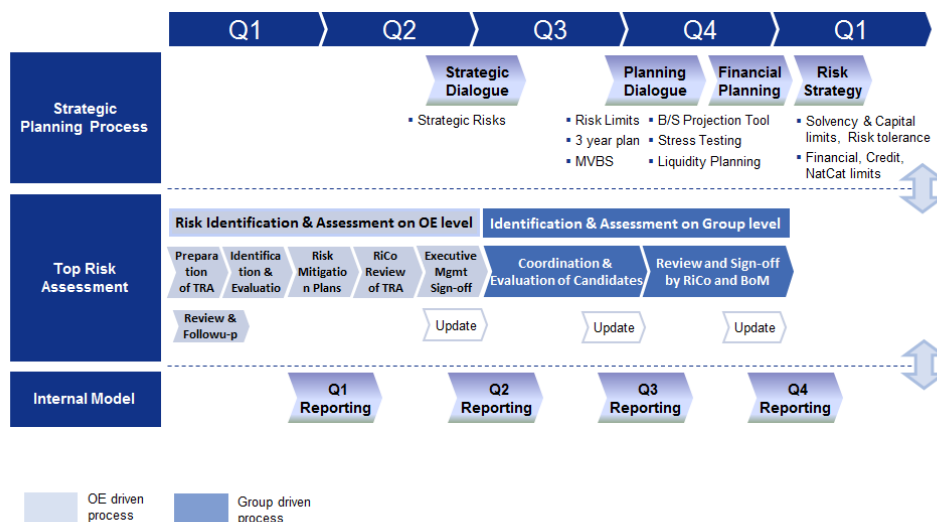 Q1
Q2
Q3
Q4
Q1
Strategic
Planning Process
Strategic
Dialogue
Planning
Dialogue
Financial
Planning
Risk
Strategy
▪ Strategic Risks
▪ Risk Limits
▪ 3 year plan
▪ MVBS
▪ B/S Projection Tool
▪ Stress Testing
▪ Liquidity Planning
▪ Solvency & Capital
limits, Risk tolerance
▪ Financial, Credit,
NatCat limits
Top Risk
Assessment
Risk Identification & Assessment on OE level
Identification & Assessment on Group level
Prepara
tion
of TRA
Identifica
tion &
Evaluatio
Risk
Mitigatio
n Plans
RiCo
Review
of TRA
Executive
Mgmt
Sign-off
Coordination &
Evaluation of Candidates
Review and Sign-off
by RiCo and BoM
Review &
Followu-p
Update
Update
Update
Internal Model
Q1
Reporting
Q2
Reporting
Q3
Reporting
Q4
Reporting
OE driven
process
Group driven
process